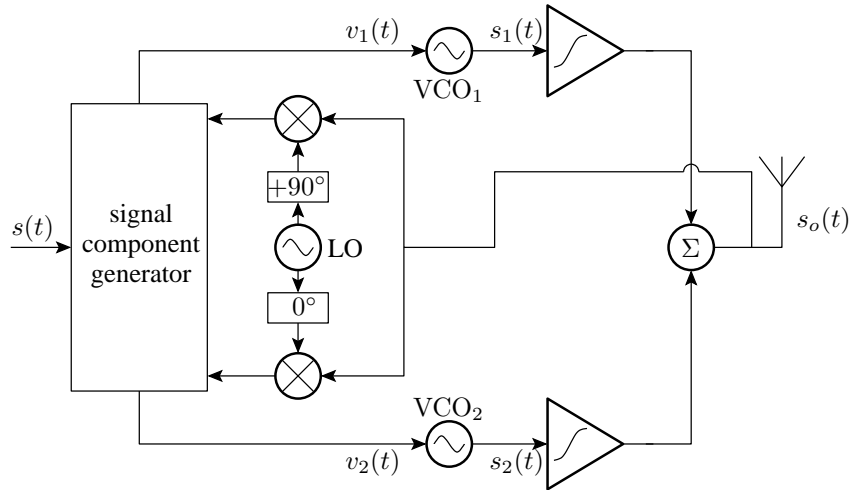 v₁(t)
s₁(t)
VCO₁
+90°
s(t)
signal
component
generator
LO
Σ
sₒ(t)
0°
VCO₂
v₂(t)
s₂(t)